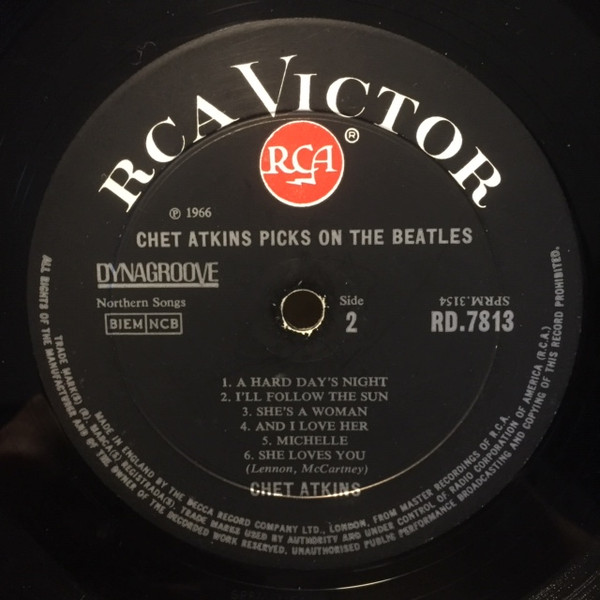 RCA VICTOR
RCA
®
℗ 1966
CHET ATKINS PICKS ON THE BEATLES
DYNAGROOVE
Northern Songs
BIEM NCB
Side
2
SPRM.3154
RD.7813
1. A HARD DAY'S NIGHT
2. I'LL FOLLOW THE SUN
3. SHE'S A WOMAN
4. AND I LOVE HER
5. MICHELLE
6. SHE LOVES YOU
(Lennon, McCartney)
CHET ATKINS
TRADE MARK(S) (R) MARCA(S) REGISTRADA(S). TRADE MARKS USED BY AUTHORITY AND UNDER CONTROL OF RADIO CORPORATION OF AMERICA (R.C.A.)
MADE IN ENGLAND BY THE DECCA RECORD COMPANY LTD., LONDON, FROM MASTER RECORDINGS OF R.C.A.
ALL RIGHTS OF THE MANUFACTURER AND OF THE OWNER OF THE RECORDED WORK RESERVED. UNAUTHORISED PUBLIC PERFORMANCE BROADCASTING AND COPYING OF THIS RECORD PROHIBITED.